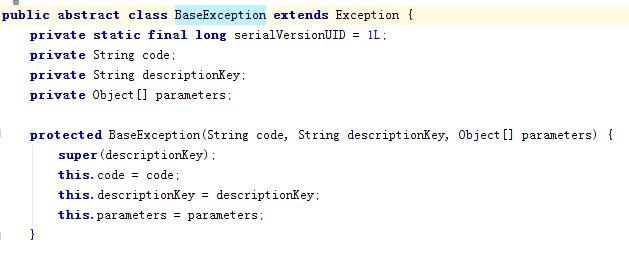 public abstract class BaseException extends Exception {
    private static final long serialVersionUID = 1L;
    private String code;
    private String descriptionKey;
    private Object[] parameters;

    protected BaseException(String code, String descriptionKey, Object[] parameters) {
        super(descriptionKey);
        this.code = code;
        this.descriptionKey = descriptionKey;
        this.parameters = parameters;
    }